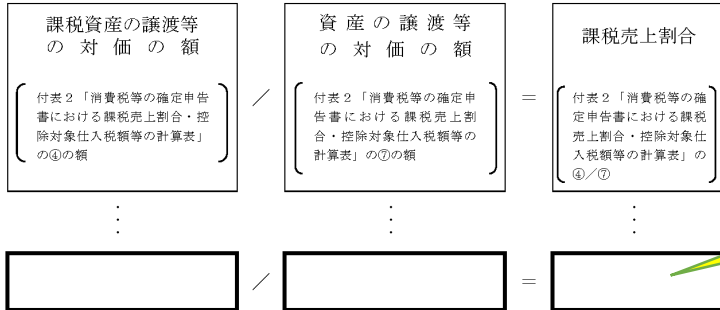 課税資産の譲渡等
の対価の額
付表２「消費税等の確定申告
書における課税売上割合・控
除対象仕入税額等の計算表」
の④の額
／
資産の譲渡等
の対価の額
付表２「消費税等の確定申
告書における課税売上割
合・控除対象仕入税額等の
計算表」の⑦の額
＝
課税売上割合
付表２「消費税等の確
定申告書における課税
売上割合・控除対象仕
入税額等の計算表」の
④／⑦
／
＝